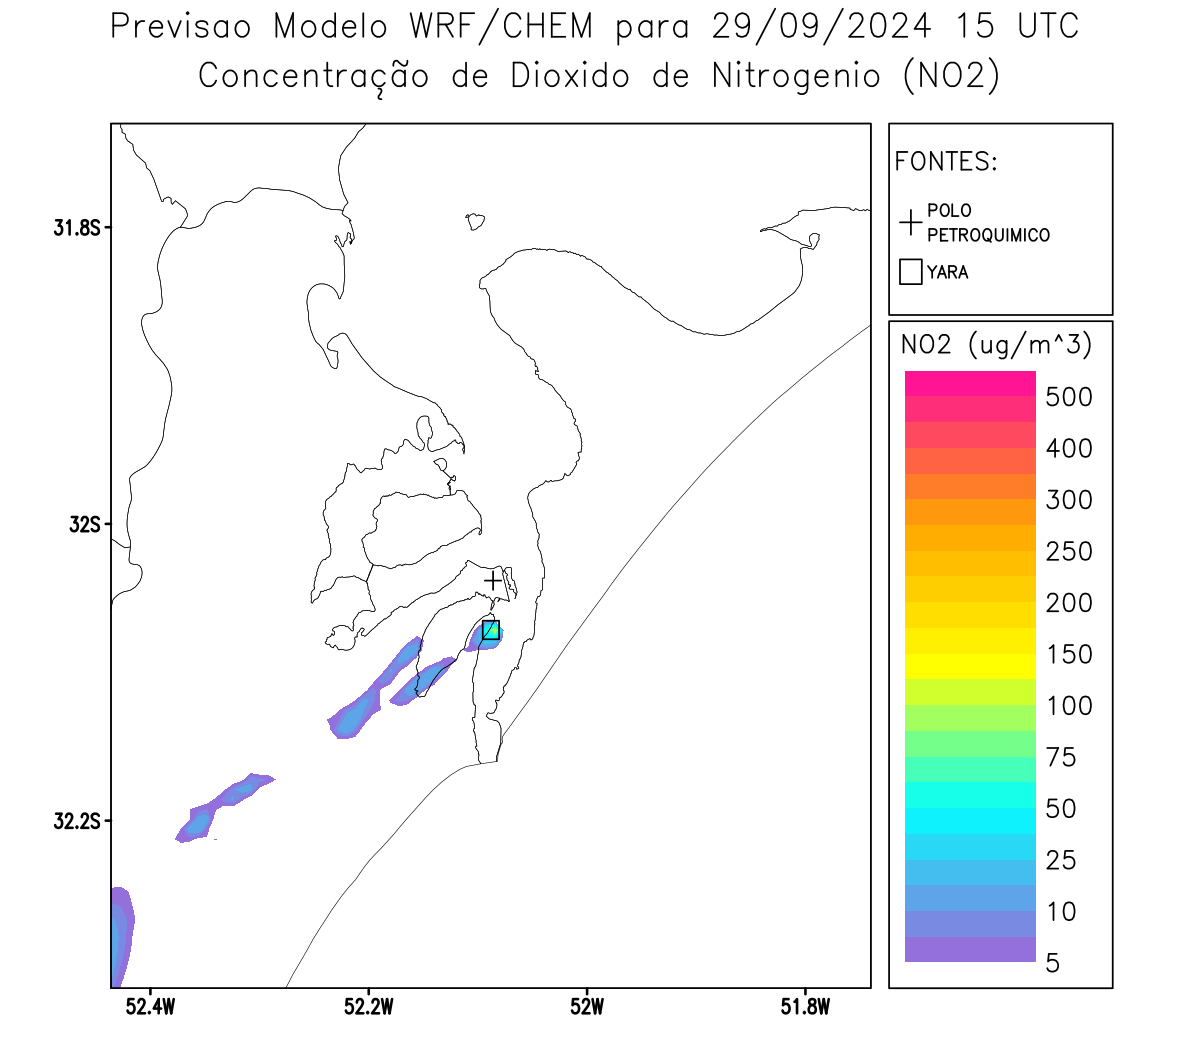 Previsao Modelo WRF/CHEM para 29/09/2024 15 UTC
Concentração de Dioxido de Nitrogenio (NO2)
FONTES:
POLO
PETROQUIMICO
YARA
NO2 (ug/m^3)
500
400
300
250
200
150
100
75
50
25
10
5
31.8S
32S
32.2S
52.4W
52.2W
52W
51.8W